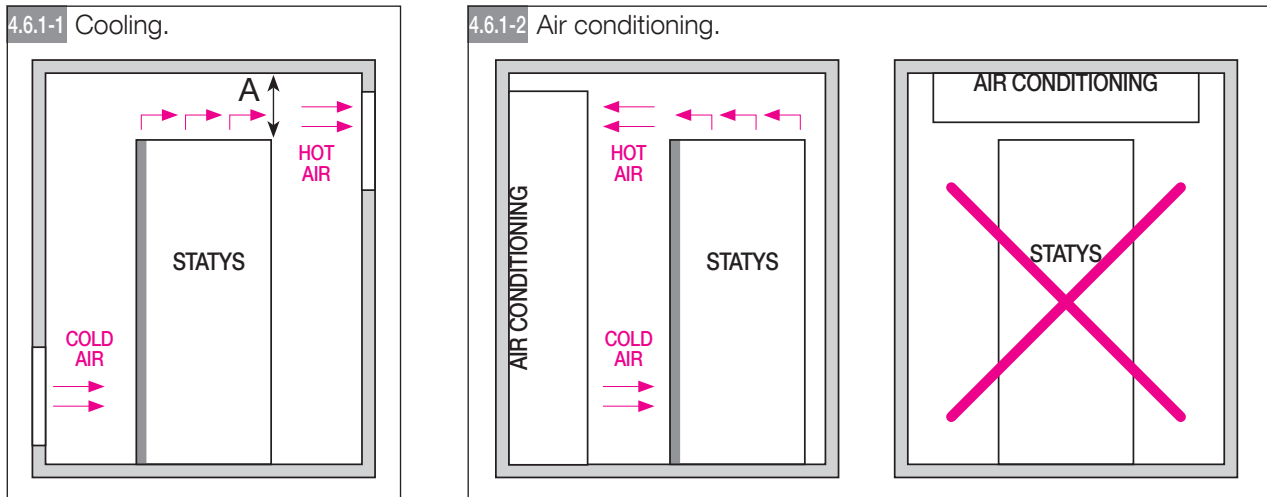 4.6.1-1 Cooling.
A
HOT
AIR
STATYS
COLD
AIR
4.6.1-2 Air conditioning.
AIR CONDITIONING
HOT
AIR
STATYS
COLD
AIR
AIR CONDITIONING
STATYS